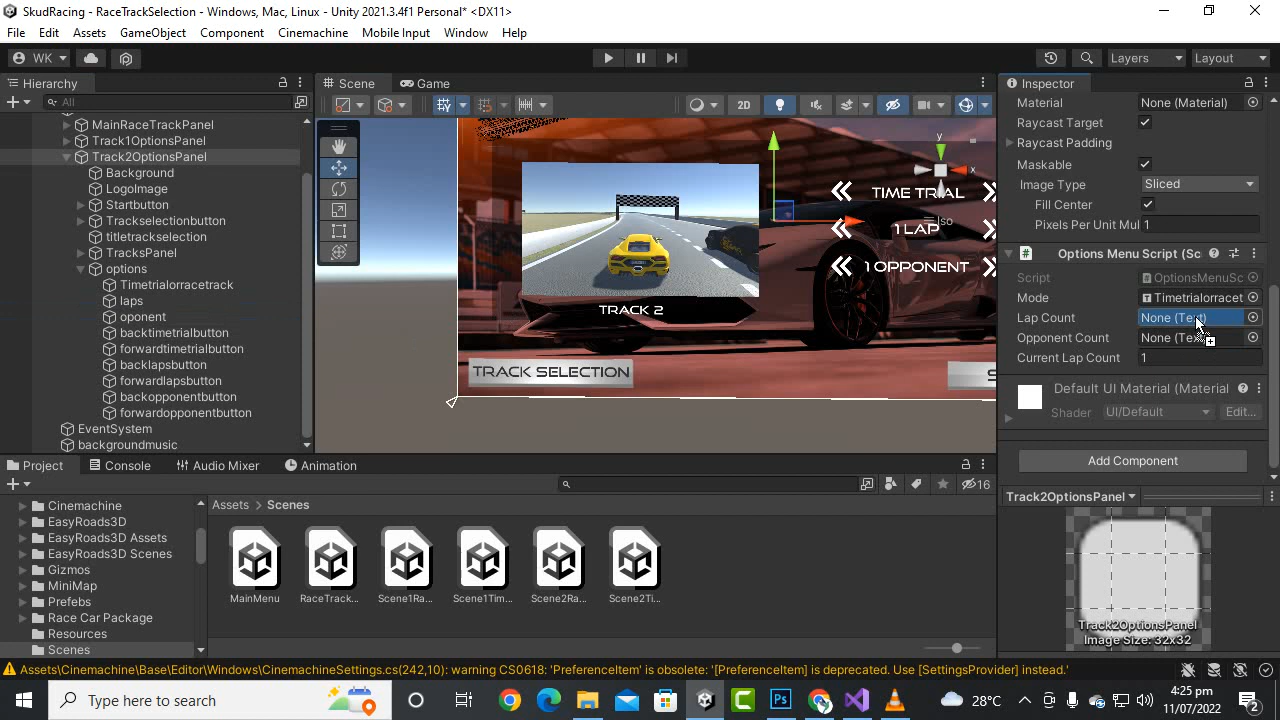 SkudRacing - RaceTrackSelection - Windows, Mac, Linux - Unity 2021.3.4f1 Personal* <DX11>
File Edit Assets GameObject Component Cinemachine Mobile Input Window Help
WK Layers Layout
Hierarchy
All
MainRaceTrackPanel
Track1OptionsPanel
Track2OptionsPanel
Background
LogoImage
Startbutton
Trackselectionbutton
titletrackselection
TracksPanel
options
Timetrialorracetrack
laps
oponent
backtimetrialbutton
forwardtimetrialbutton
backlapsbutton
forwardlapsbutton
backopponentbutton
forwardopponentbutton
EventSystem
backgroundmusic
Scene Game
2D
y
x
Iso
TIME TRIAL
1 LAP
1 OPPONENT
TRACK 2
TRACK SELECTION
S
Inspector
Material None (Material)
Raycast Target
Raycast Padding
Maskable
Image Type Sliced
Fill Center
Pixels Per Unit Mul 1
Options Menu Script (Sc
Script OptionsMenuSc
Mode Timetrialorracet
Lap Count None (Text)
Opponent Count None (Tex
Current Lap Count 1
Default UI Material (Material
Shader UI/Default Edit...
Add Component
Track2OptionsPanel
Track2OptionsPanel
Image Size: 32x32
Project Console Audio Mixer Animation
16
Cinemachine
EasyRoads3D
EasyRoads3D Assets
EasyRoads3D Scenes
Gizmos
MiniMap
Prefebs
Race Car Package
Resources
Scenes
Assets > Scenes
MainMenu RaceTrack... Scene1Ra... Scene1Tim... Scene2Ra... Scene2Ti...
Assets\Cinemachine\Base\Editor\Windows\CinemachineSettings.cs(242,10): warning CS0618: 'PreferenceItem' is obsolete: '[PreferenceItem] is deprecated. Use [SettingsProvider] instead.'
Type here to search
28°C
4:25 pm
11/07/2022
2